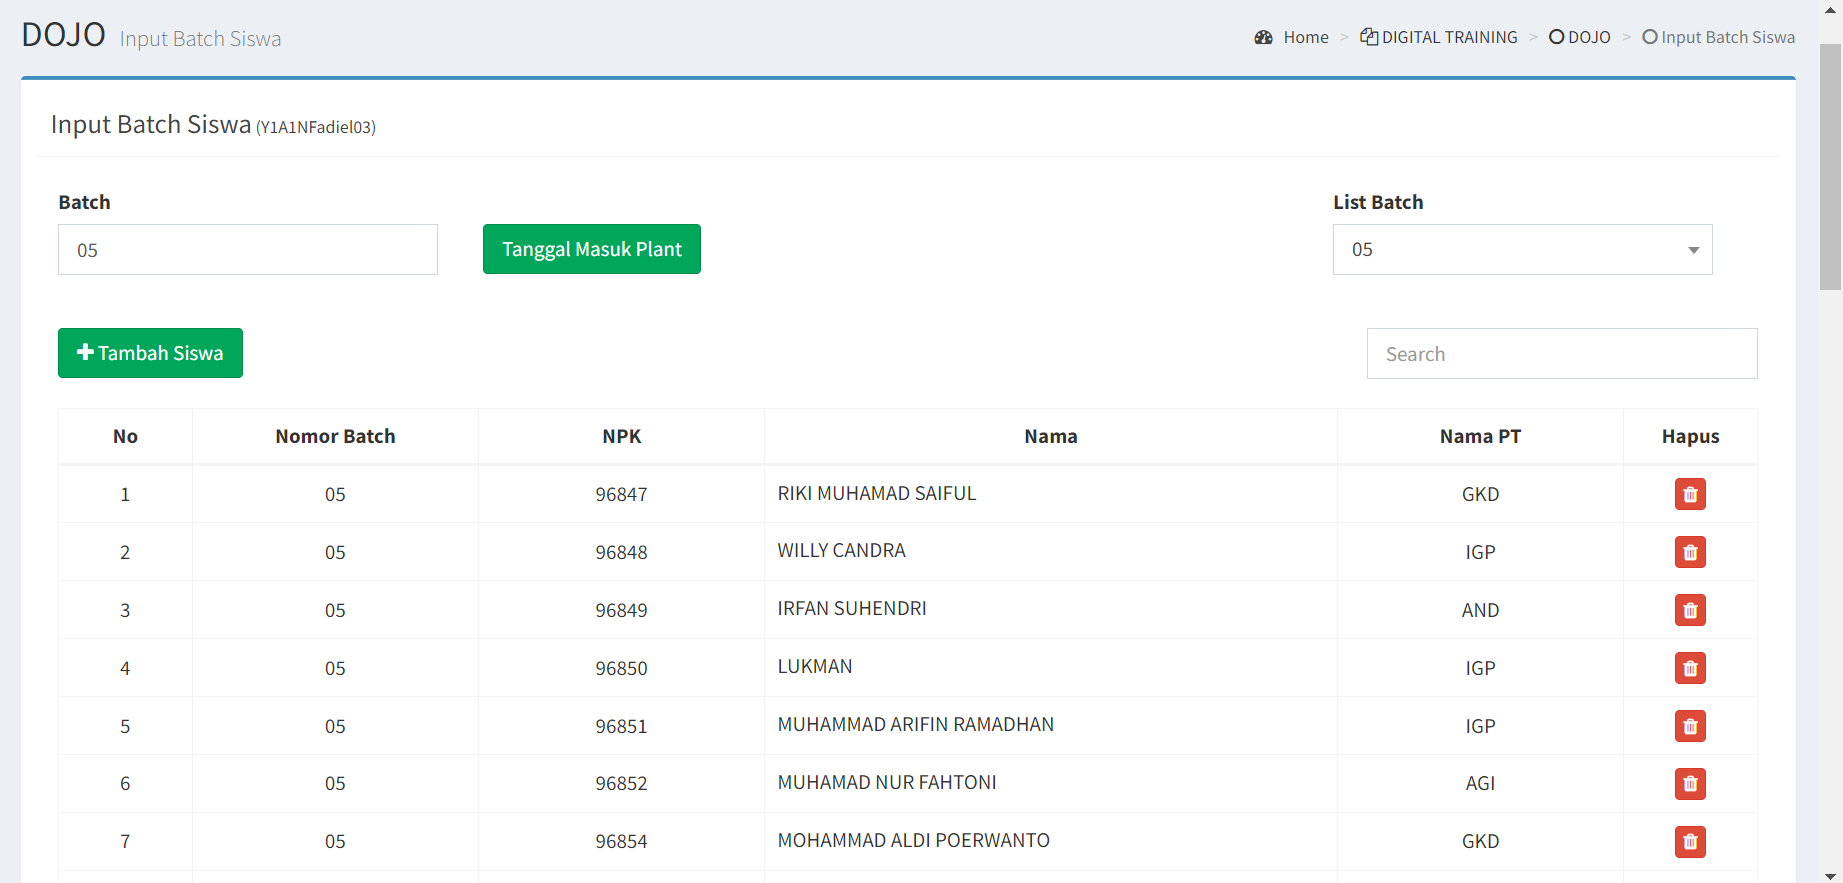 DOJO Input Batch Siswa
Home > DIGITAL TRAINING > DOJO > Input Batch Siswa
Input Batch Siswa (Y1A1NFadiel03)
Batch
List Batch
05
Tanggal Masuk Plant
05
Tambah Siswa
Search
No Nomor Batch NPK Nama Nama PT Hapus
1 05 96847 RIKI MUHAMAD SAIFUL GKD
2 05 96848 WILLY CANDRA IGP
3 05 96849 IRFAN SUHENDRI AND
4 05 96850 LUKMAN IGP
5 05 96851 MUHAMMAD ARIFIN RAMADHAN IGP
6 05 96852 MUHAMAD NUR FAHTONI AGI
7 05 96854 MOHAMMAD ALDI POERWANTO GKD